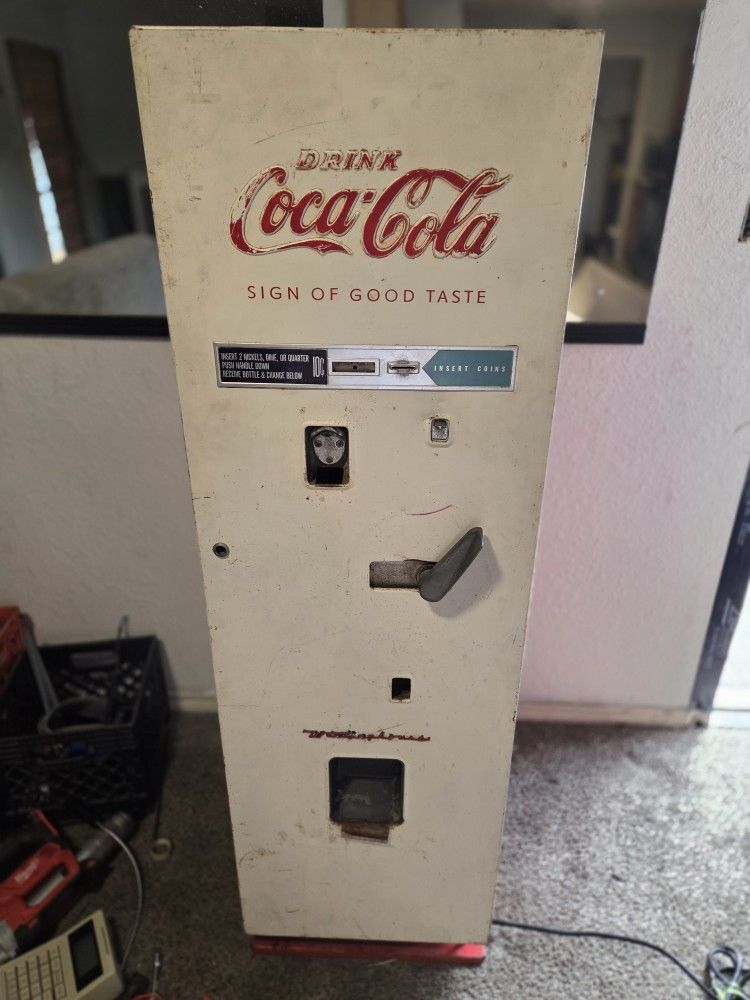 DRINK
Coca-Cola
SIGN OF GOOD TASTE
INSERT 2 NICKELS, DIME, OR QUARTER
PUSH HANDLE DOWN
RECEIVE BOTTLE & CHANGE BELOW
10¢
INSERT COINS
Westinghouse